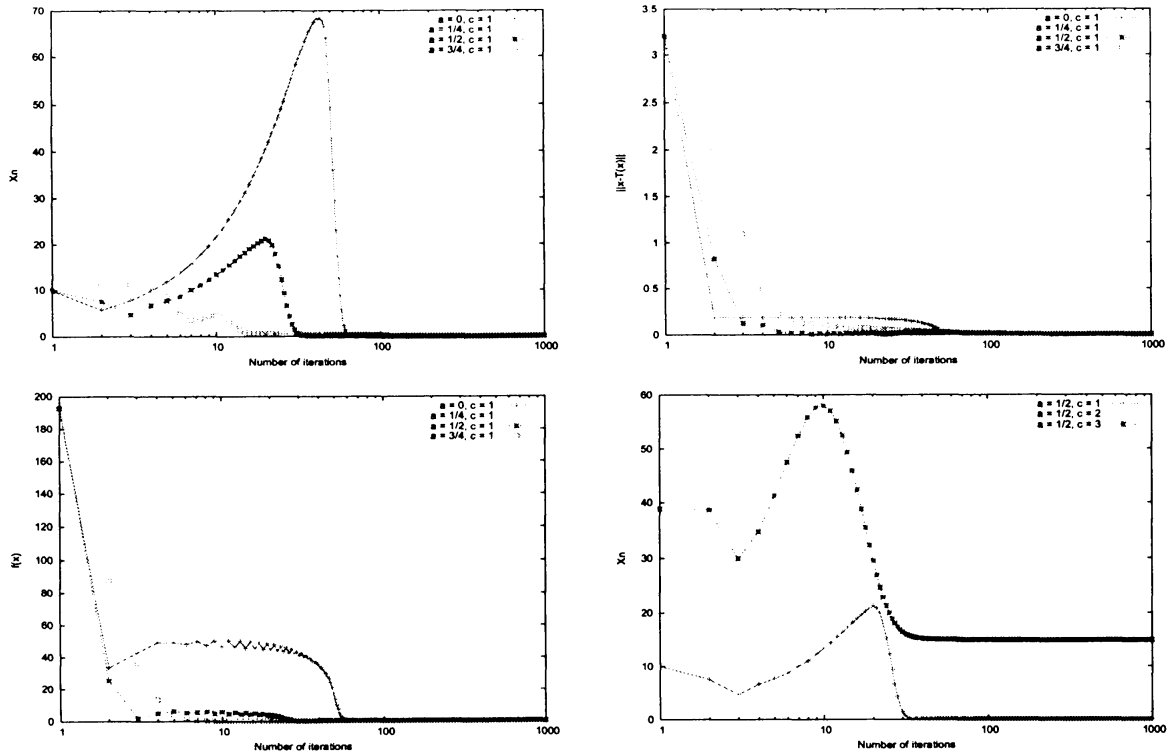 70
60
50
40
30
20
10
0
Xn
1
10
100
1000
Number of iterations
a = 0, c = 1
a = 1/4, c = 1
a = 1/2, c = 1
a = 3/4, c = 1
3.5
3
2.5
2
1.5
1
0.5
0
||x-T(x)||
1
10
100
1000
Number of iterations
a = 0, c = 1
a = 1/4, c = 1
a = 1/2, c = 1
a = 3/4, c = 1
200
180
160
140
120
100
80
60
40
20
0
f(x)
1
10
100
1000
Number of iterations
a = 0, c = 1
a = 1/4, c = 1
a = 1/2, c = 1
a = 3/4, c = 1
60
50
40
30
20
10
0
Xn
1
10
100
1000
Number of iterations
a = 1/2, c = 1
a = 1/2, c = 2
a = 1/2, c = 3